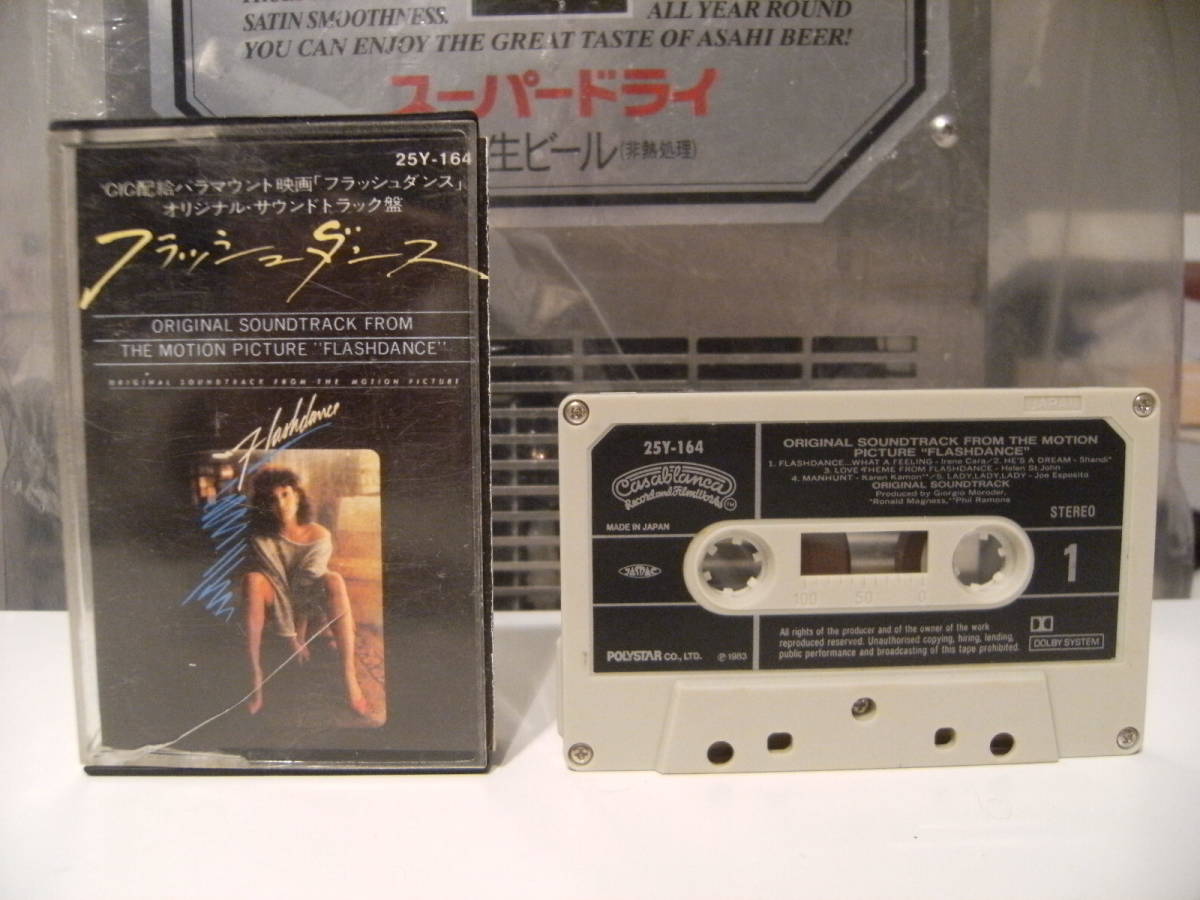 SATIN SMOOTHNESS.
ALL YEAR ROUND
YOU CAN ENJOY THE GREAT TASTE OF ASAHI BEER!
スーパードライ
生ビール(非熱処理)
25Y-164
CIC配給パラマウント映画「フラッシュダンス」
オリジナル・サウンドトラック盤
フラッシュダンス
ORIGINAL SOUNDTRACK FROM
THE MOTION PICTURE "FLASHDANCE"
ORIGINAL SOUNDTRACK FROM THE MOTION PICTURE
Flashdance
JAPAN
25Y-164
Casablanca
Record and FilmWorks
TM
MADE IN JAPAN
JASRAC
ORIGINAL SOUNDTRACK FROM THE MOTION
PICTURE "FLASHDANCE"
1. FLASHDANCE...WHAT A FEELING - Irene Cara/2. HE'S A DREAM - Shandi*
3. LOVE THEME FROM FLASHDANCE - Helen St. John
4. MANHUNT - Karen Kamon**/5. LADY, LADY, LADY - Joe Esposito
ORIGINAL SOUNDTRACK
Produced by Giorgio Moroder,
*Ronald Magness, **Phil Ramone
STEREO
1
100 50 0
POLYSTAR CO., LTD. ℗1983
All rights of the producer and of the owner of the work
reproduced reserved. Unauthorised copying, hiring, lending,
public performance and broadcasting of this tape prohibited.
DOLBY SYSTEM